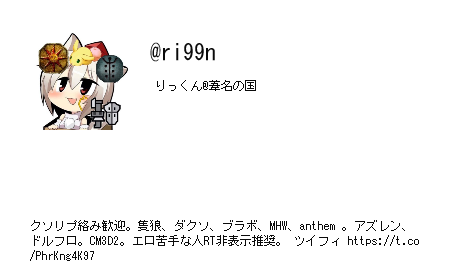 @ri99n
りっくん@葦名の国
クソリプ絡み歓迎。隻狼、ダクソ、ブラボ、MHW、anthem 。アズレン、
ドルフロ。CM3D2。エロ苦手な人RT非表示推奨。 ツイフィ https://t.co
/PhrKng4K97